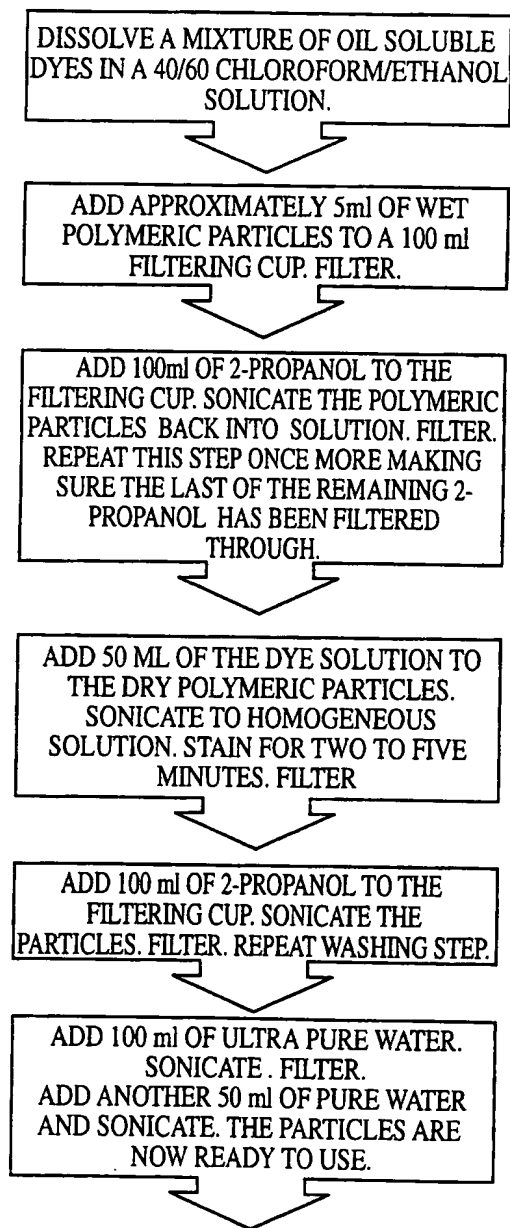 DISSOLVE A MIXTURE OF OIL SOLUBLE
DYES IN A 40/60 CHLOROFORM/ETHANOL
SOLUTION.
ADD APPROXIMATELY 5ml OF WET
POLYMERIC PARTICLES TO A 100 ml
FILTERING CUP. FILTER.
ADD 100ml OF 2-PROPANOL TO THE
FILTERING CUP. SONICATE THE POLYMERIC
PARTICLES BACK INTO SOLUTION. FILTER.
REPEAT THIS STEP ONCE MORE MAKING
SURE THE LAST OF THE REMAINING 2-
PROPANOL HAS BEEN FILTERED
THROUGH.
ADD 50 ML OF THE DYE SOLUTION TO
THE DRY POLYMERIC PARTICLES.
SONICATE TO HOMOGENEOUS
SOLUTION. STAIN FOR TWO TO FIVE
MINUTES. FILTER
ADD 100 ml OF 2-PROPANOL TO THE
FILTERING CUP. SONICATE THE
PARTICLES. FILTER. REPEAT WASHING STEP.
ADD 100 ml OF ULTRA PURE WATER.
SONICATE . FILTER.
ADD ANOTHER 50 ml OF PURE WATER
AND SONICATE. THE PARTICLES ARE
NOW READY TO USE.